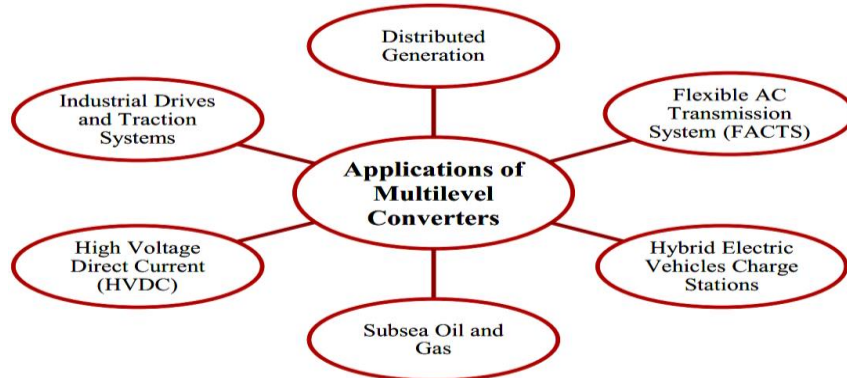 Distributed
Generation
Industrial Drives
and Traction
Systems
Flexible AC
Transmission
System (FACTS)
Applications of
Multilevel
Converters
High Voltage
Direct Current
(HVDC)
Hybrid Electric
Vehicles Charge
Stations
Subsea Oil and
Gas